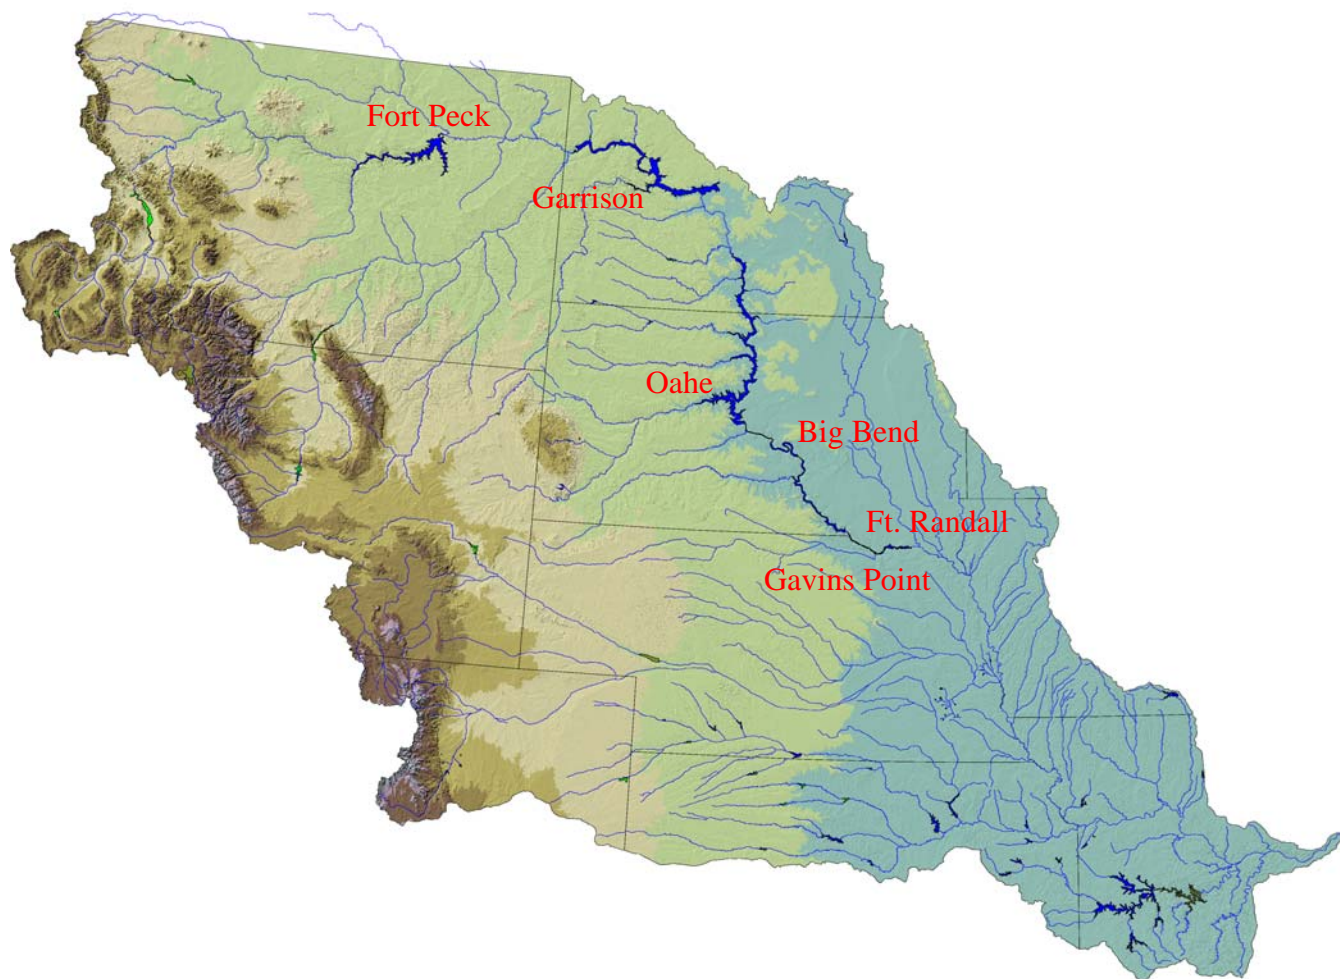 Fort Peck
Garrison
Oahe
Big Bend
Ft. Randall
Gavins Point